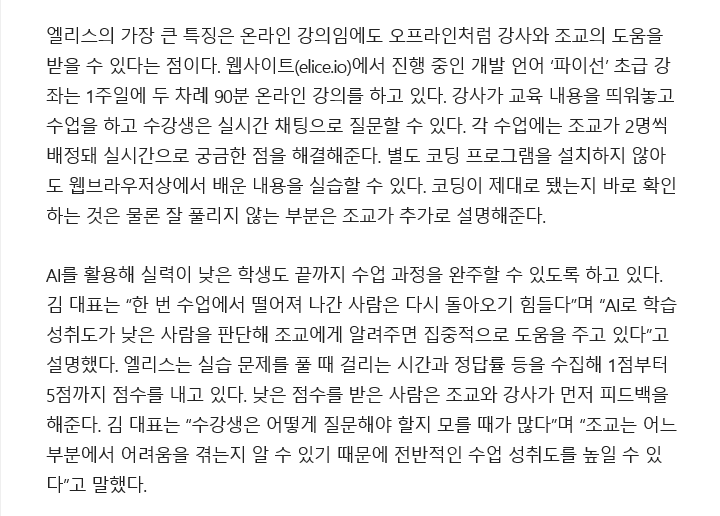 엘리스의 가장 큰 특징은 온라인 강의임에도 오프라인처럼 강사와 조교의 도움을
받을 수 있다는 점이다. 웹사이트(elice.io)에서 진행 중인 개발 언어 ‘파이선’ 초급 강
좌는 1주일에 두 차례 90분 온라인 강의를 하고 있다. 강사가 교육 내용을 띄워놓고
수업을 하고 수강생은 실시간 채팅으로 질문할 수 있다. 각 수업에는 조교가 2명씩
배정돼 실시간으로 궁금한 점을 해결해준다. 별도 코딩 프로그램을 설치하지 않아
도 웹브라우저상에서 배운 내용을 실습할 수 있다. 코딩이 제대로 됐는지 바로 확인
하는 것은 물론 잘 풀리지 않는 부분은 조교가 추가로 설명해준다.
AI를 활용해 실력이 낮은 학생도 끝까지 수업 과정을 완주할 수 있도록 하고 있다.
김 대표는 “한 번 수업에서 떨어져 나간 사람은 다시 돌아오기 힘들다”며 “AI로 학습
성취도가 낮은 사람을 판단해 조교에게 알려주면 집중적으로 도움을 주고 있다”고
설명했다. 엘리스는 실습 문제를 풀 때 걸리는 시간과 정답률 등을 수집해 1점부터
5점까지 점수를 내고 있다. 낮은 점수를 받은 사람은 조교와 강사가 먼저 피드백을
해준다. 김 대표는 “수강생은 어떻게 질문해야 할지 모를 때가 많다”며 “조교는 어느
부분에서 어려움을 겪는지 알 수 있기 때문에 전반적인 수업 성취도를 높일 수 있
다”고 말했다.